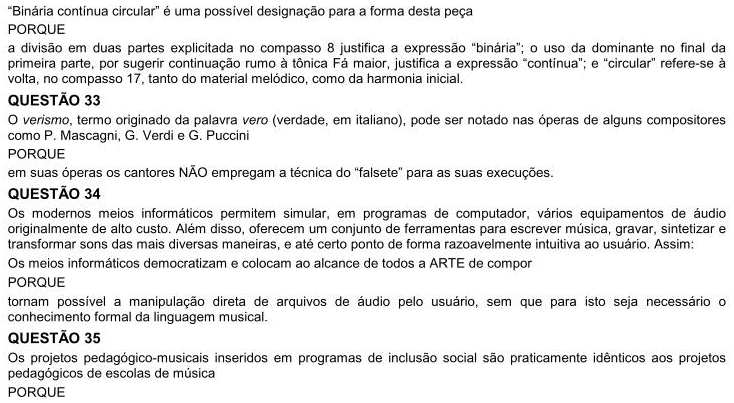 “Binária contínua circular” é uma possível designação para a forma desta peça
PORQUE
a divisão em duas partes explicitada no compasso 8 justifica a expressão “binária”; o uso da dominante no final da
primeira parte, por sugerir continuação rumo à tônica Fá maior, justifica a expressão “contínua”; e “circular” refere-se à
volta, no compasso 17, tanto do material melódico, como da harmonia inicial.
QUESTÃO 33
O verismo, termo originado da palavra vero (verdade, em italiano), pode ser notado nas óperas de alguns compositores
como P. Mascagni, G. Verdi e G. Puccini
PORQUE
em suas óperas os cantores NÃO empregam a técnica do “falsete” para as suas execuções.
QUESTÃO 34
Os modernos meios informáticos permitem simular, em programas de computador, vários equipamentos de áudio
originalmente de alto custo. Além disso, oferecem um conjunto de ferramentas para escrever música, gravar, sintetizar e
transformar sons das mais diversas maneiras, e até certo ponto de forma razoavelmente intuitiva ao usuário. Assim:
Os meios informáticos democratizam e colocam ao alcance de todos a ARTE de compor
PORQUE
tornam possível a manipulação direta de arquivos de áudio pelo usuário, sem que para isto seja necessário o
conhecimento formal da linguagem musical.
QUESTÃO 35
Os projetos pedagógico-musicais inseridos em programas de inclusão social são praticamente idênticos aos projetos
pedagógicos de escolas de música
PORQUE